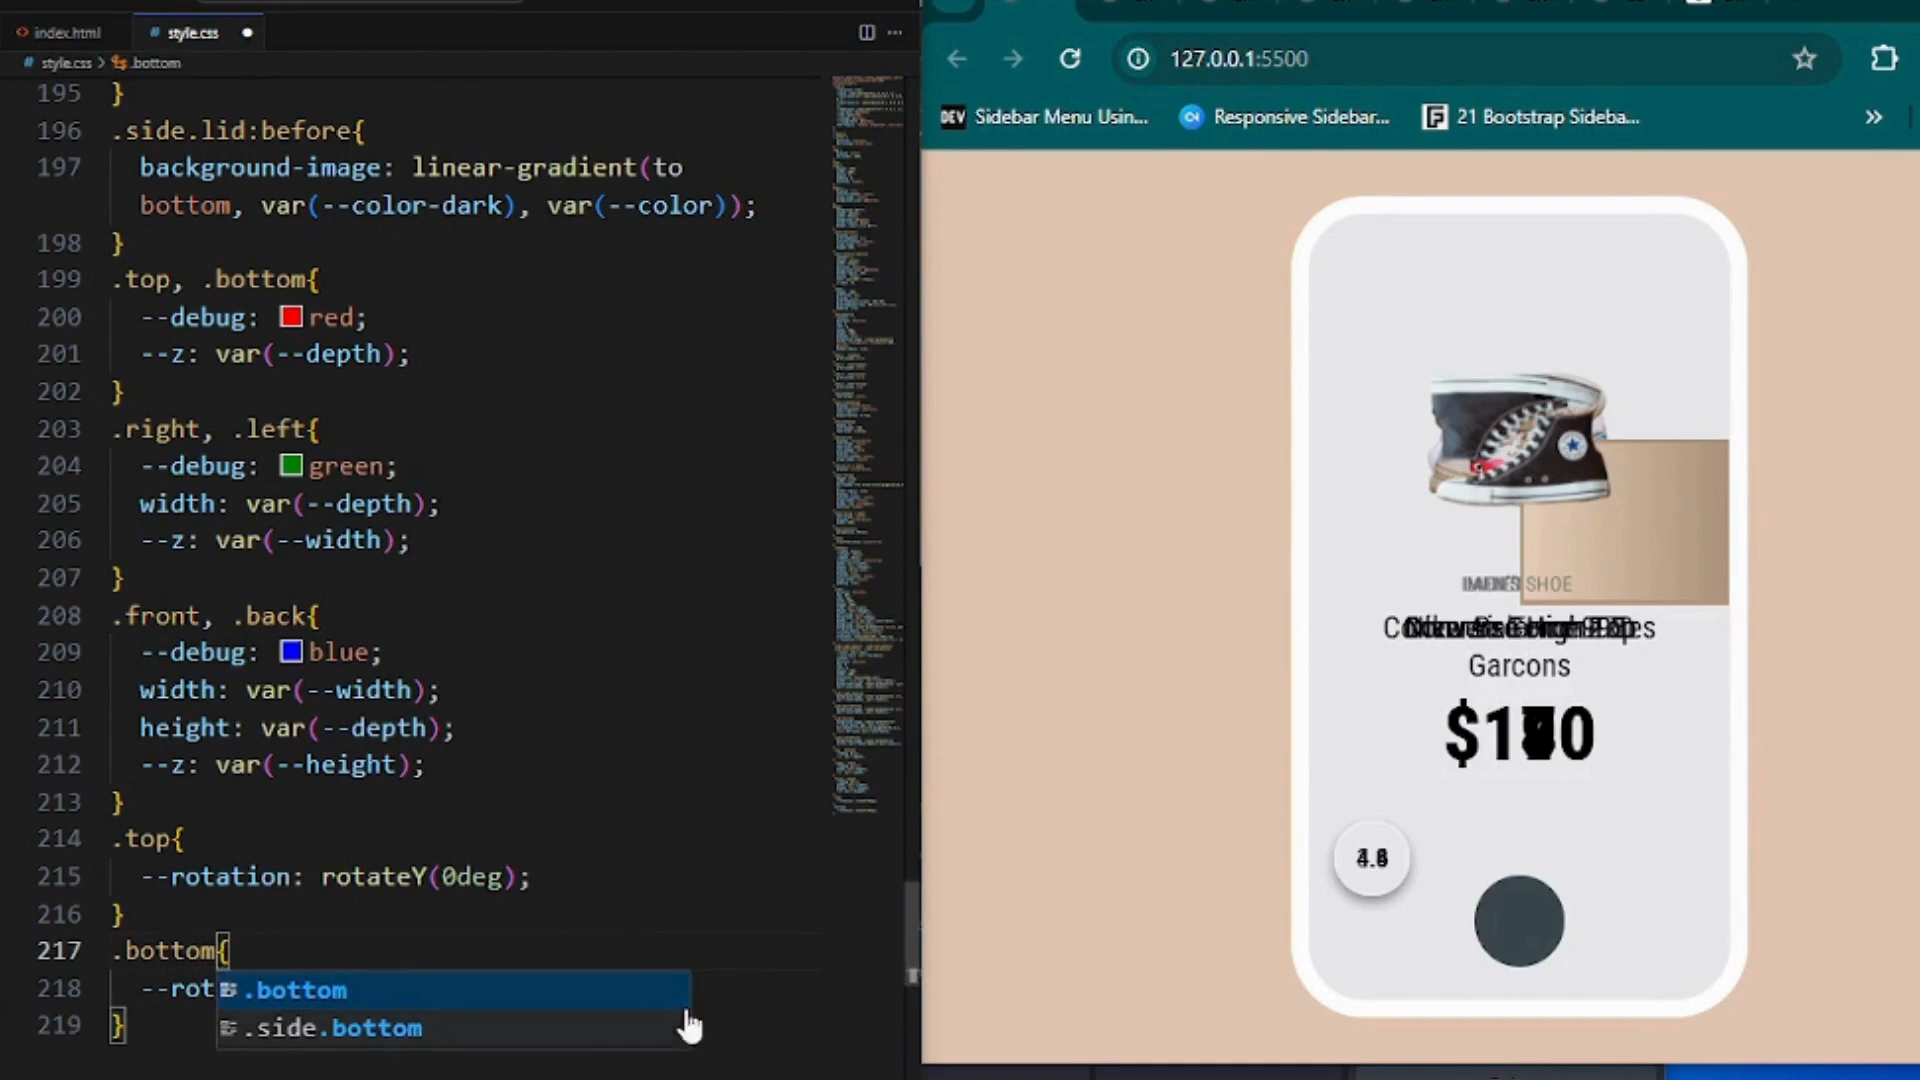 index.html
style.css
style.css > .bottom
195 }
196 .side.lid:before{
197 background-image: linear-gradient(to
bottom, var(--color-dark), var(--color));
198 }
199 .top, .bottom{
200 --debug: red;
201 --z: var(--depth);
202 }
203 .right, .left{
204 --debug: green;
205 width: var(--depth);
206 --z: var(--width);
207 }
208 .front, .back{
209 --debug: blue;
210 width: var(--width);
211 height: var(--depth);
212 --z: var(--height);
213 }
214 .top{
215 --rotation: rotateY(0deg);
216 }
217 .bottom{
218 --rot
.bottom
219 }
.side.bottom
127.0.0.1:5500
DEV Sidebar Menu Usin...
Responsive Sidebar...
21 Bootstrap Sideba...
SHOE
Garcons